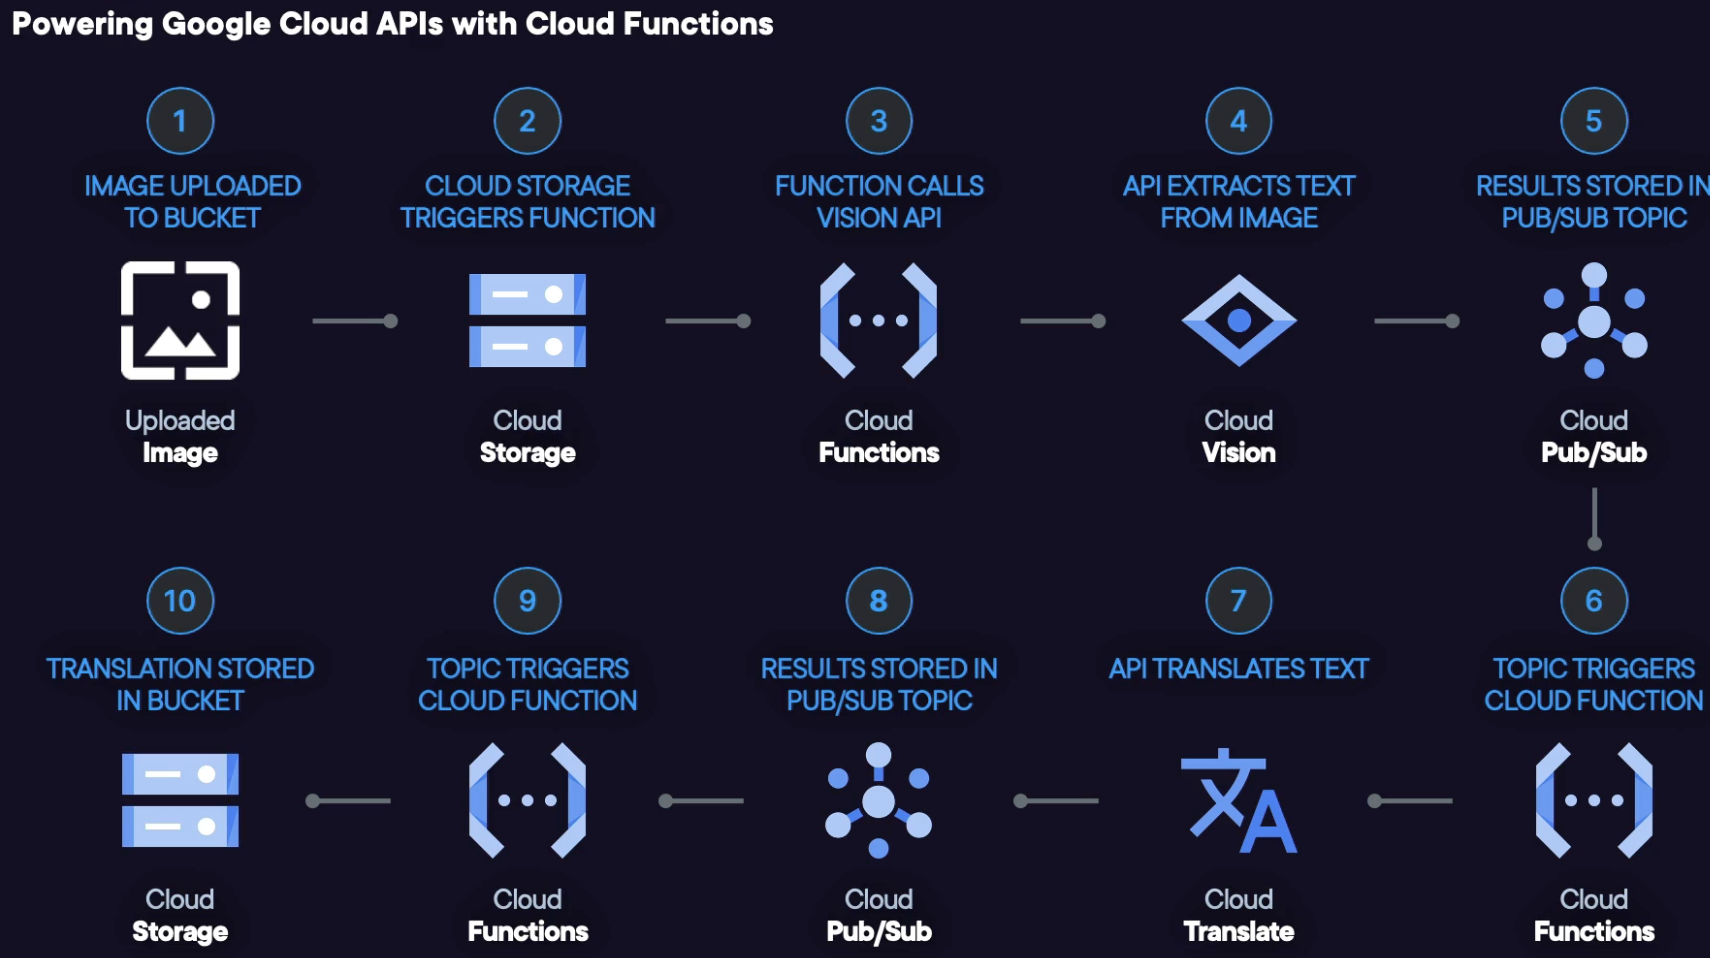 Powering Google Cloud APIs with Cloud Functions
1
IMAGE UPLOADED
TO BUCKET
Uploaded
Image
2
CLOUD STORAGE
TRIGGERS FUNCTION
Cloud
Storage
3
FUNCTION CALLS
VISION API
Cloud
Functions
4
API EXTRACTS TEXT
FROM IMAGE
Cloud
Vision
5
RESULTS STORED IN
PUB/SUB TOPIC
Cloud
Pub/Sub
6
TOPIC TRIGGERS
CLOUD FUNCTION
Cloud
Functions
7
API TRANSLATES TEXT
文A
Cloud
Translate
8
RESULTS STORED IN
PUB/SUB TOPIC
Cloud
Pub/Sub
9
TOPIC TRIGGERS
CLOUD FUNCTION
Cloud
Functions
10
TRANSLATION STORED
IN BUCKET
Cloud
Storage